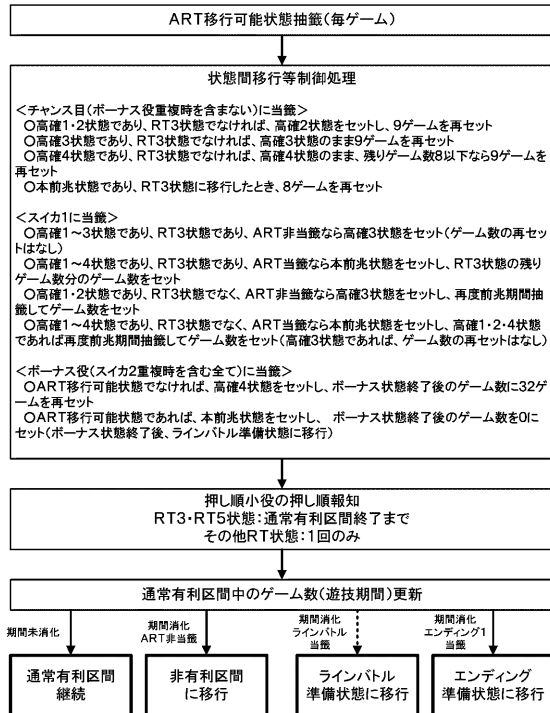 ART移行可能状態抽籤(毎ゲーム)
状態間移行等制御処理
<チャンス目(ボーナス役重複時を含まない)に当籤>
○高確1・2状態であり、RT3状態でなければ、高確2状態をセットし、9ゲームを再セット
○高確3状態であり、RT3状態でなければ、高確3状態のまま9ゲームを再セット
○高確4状態であり、RT3状態でなければ、高確4状態のまま、残りゲーム数8以下なら9ゲームを
再セット
○本前兆状態であり、RT3状態に移行したとき、8ゲームを再セット
<スイカ1に当籤>
○高確1~3状態であり、RT3状態であり、ART非当籤なら高確3状態をセット(ゲーム数の再セッ
トはなし)
○高確1~4状態であり、RT3状態であり、ART当籤なら本前兆状態をセットし、RT3状態の残り
ゲーム数分のゲーム数をセット
○高確1・2状態であり、RT3状態でなく、ART非当籤なら高確3状態をセットし、再度前兆期間抽
籤してゲーム数をセット
○高確1~4状態であり、RT3状態でなく、ART当籤なら本前兆状態をセットし、高確1・2・4状態
であれば再度前兆期間抽籤してゲーム数をセット(高確3状態であれば、ゲーム数の再セットはなし)
<ボーナス役(スイカ2重複時を含む全て)に当籤>
○ART移行可能状態でなければ、高確4状態をセットし、ボーナス状態終了後のゲーム数に32ゲ
ームを再セット
○ART移行可能状態であれば、本前兆状態をセットし、 ボーナス状態終了後のゲーム数を0に
セット(ボーナス状態終了後、ラインバトル準備状態に移行)
押し順小役の押し順報知
RT3・RT5状態:通常有利区間終了まで
その他RT状態:1回のみ
通常有利区間中のゲーム数(遊技期間)更新
期間未消化
期間消化
ART非当籤
期間消化
ラインバトル
当籤
期間消化
エンディング1
当籤
通常有利区間
継続
非有利区間
に移行
ラインバトル
準備状態に移行
エンディング
準備状態に移行